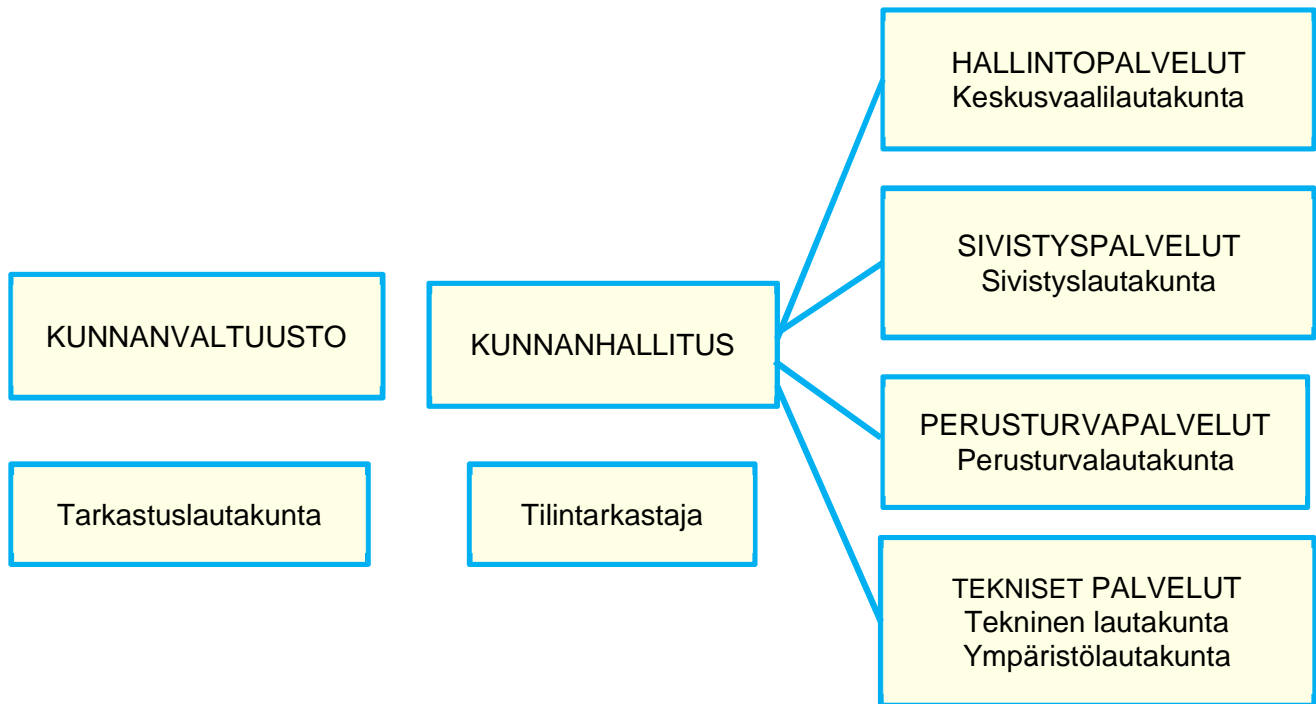 KUNNANVALTUUSTO
Tarkastuslautakunta
KUNNANHALLITUS
Tilintarkastaja
HALLINTOPALVELUT
Keskusvaalilautakunta
SIVISTYSPALVELUT
Sivistyslautakunta
PERUSTURVAPALVELUT
Perusturvalautakunta
TEKNISET PALVELUT
Tekninen lautakunta
Ympäristölautakunta